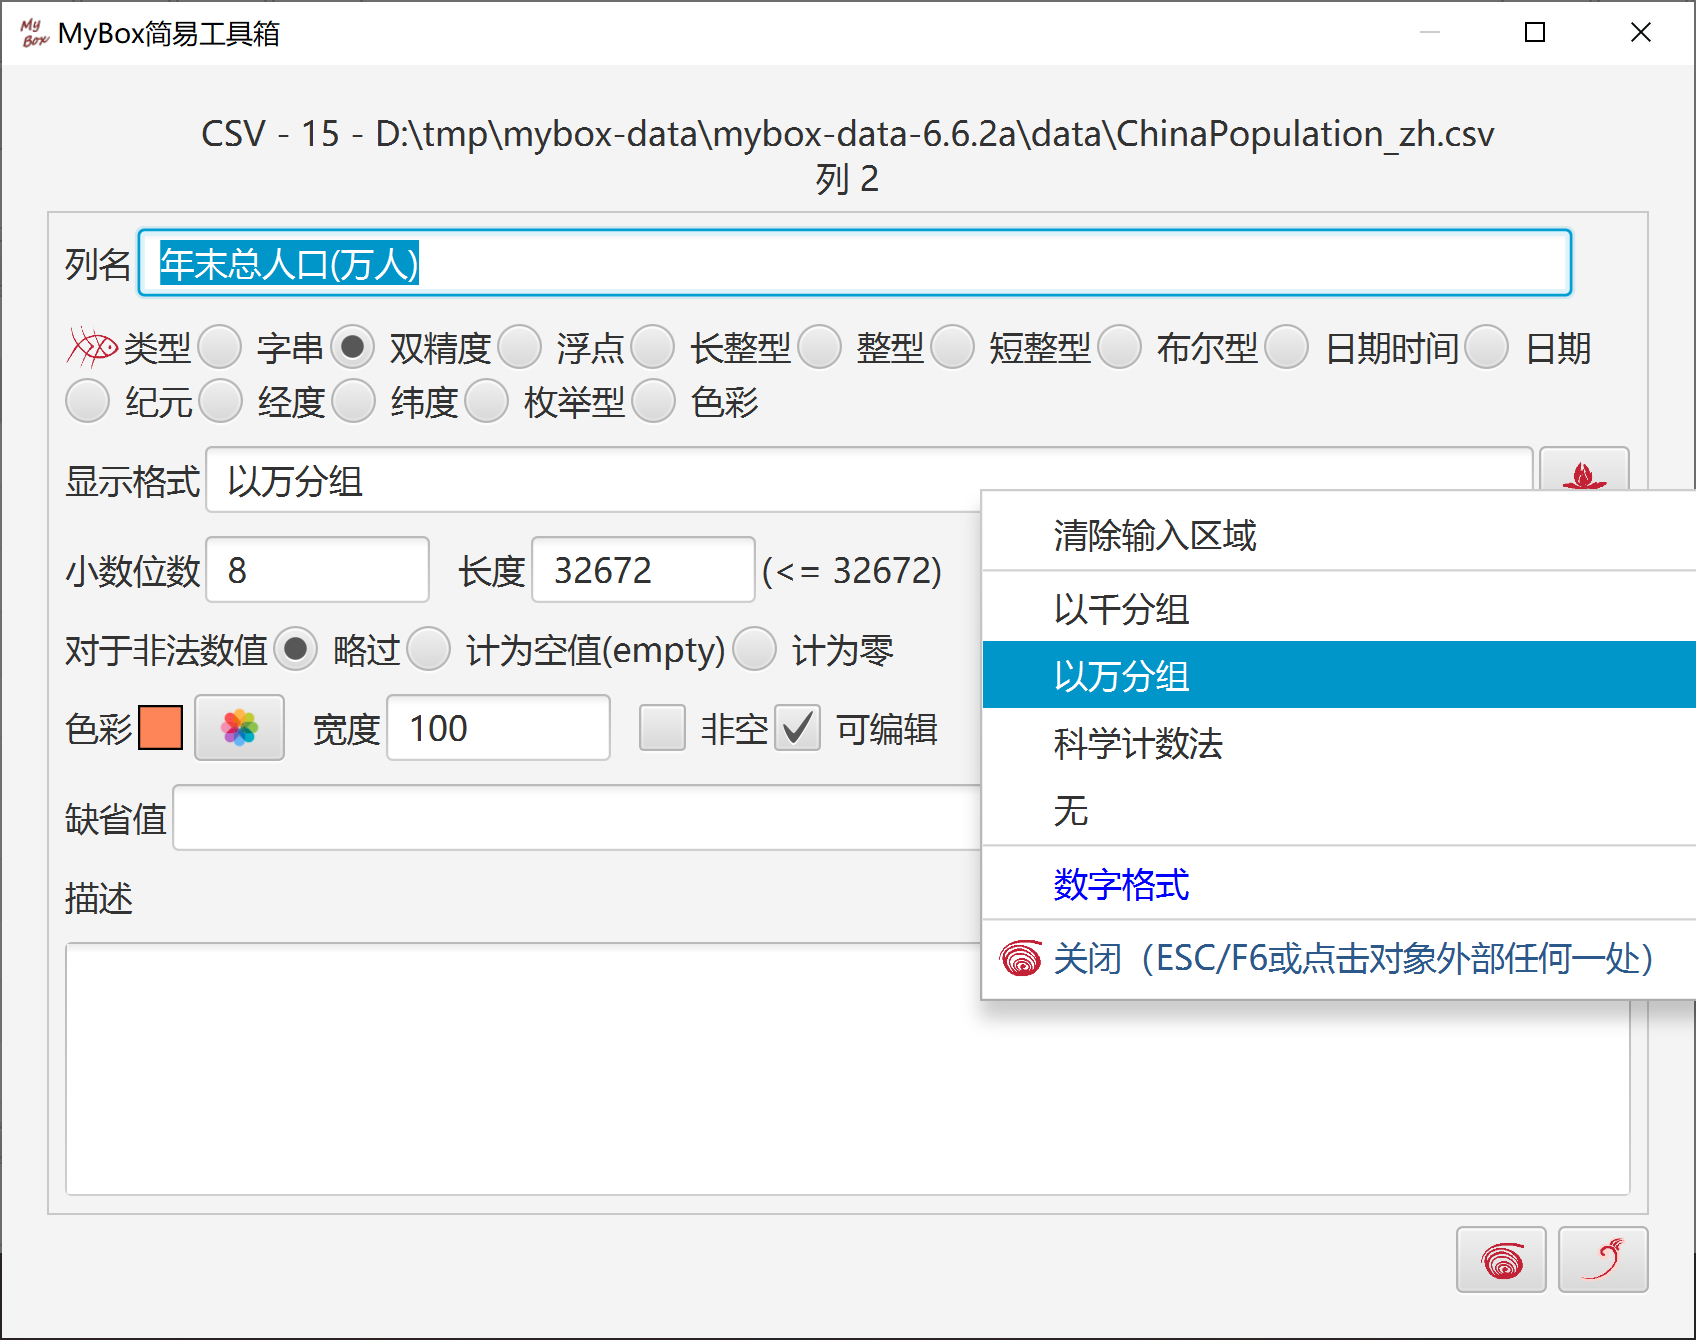 My Box MyBox简易工具箱
CSV - 15 - D:\tmp\mybox-data\mybox-data-6.6.2a\data\ChinaPopulation_zh.csv
列 2
列名 年末总人口(万人)
类型 字串 双精度 浮点 长整型 整型 短整型 布尔型 日期时间 日期
纪元 经度 纬度 枚举型 色彩
显示格式 以万分组
小数位数 8 长度 32672 (<= 32672)
对于非法数值 略过 计为空值(empty) 计为零
色彩 宽度 100 非空 可编辑
缺省值
描述
清除输入区域
以千分组
以万分组
科学计数法
无
数字格式
关闭（ESC/F6或点击对象外部任何一处）